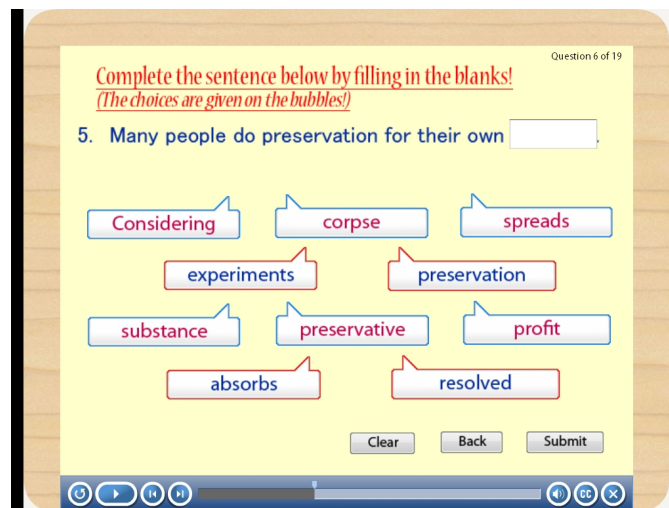 Question 6 of 19
Complete the sentence below by filling in the blanks!
(The choices are given on the bubbles!)
5. Many people do preservation for their own .
Considering corpse spreads
experiments preservation
substance preservative profit
absorbs resolved
Clear Back Submit
CC